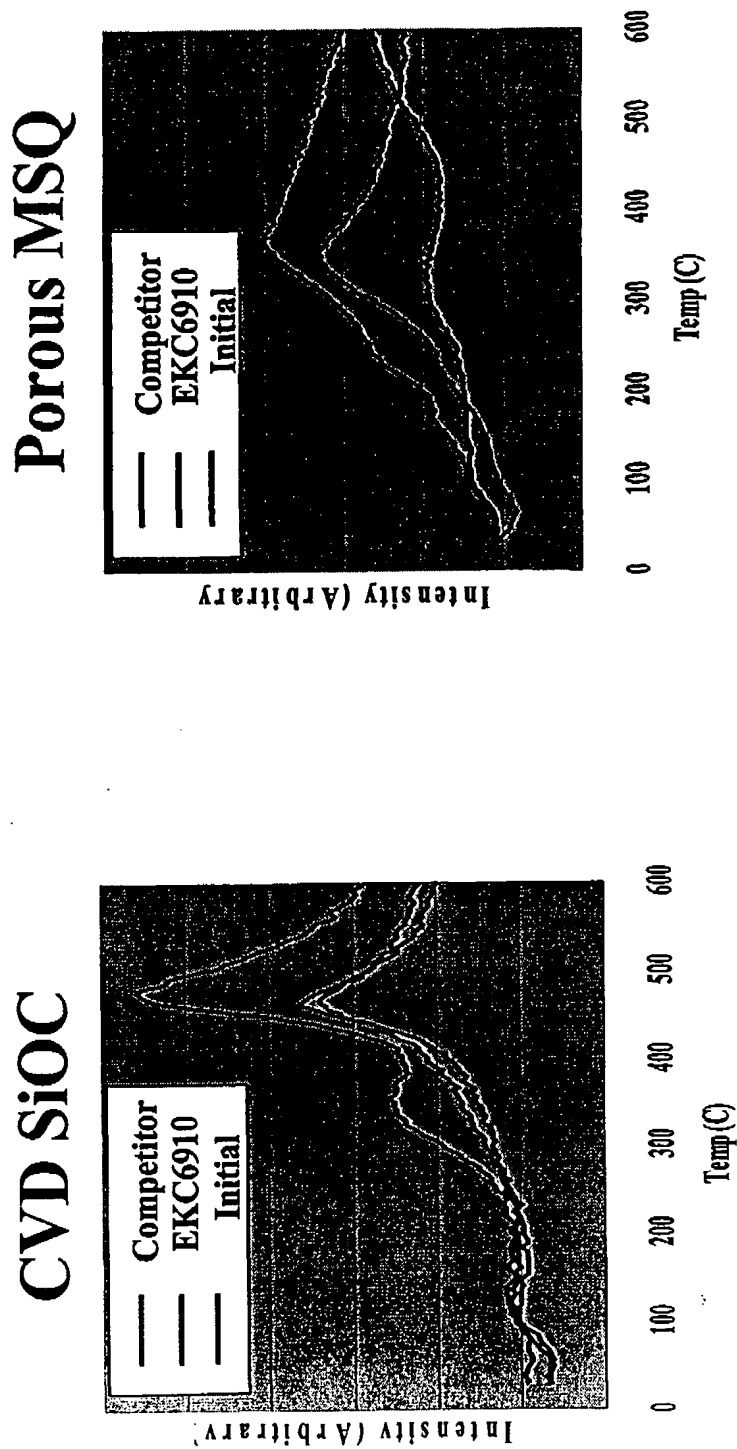 CVD SiOC
Competitor
EKC6910
Initial
Intensity (Arbitrary)
0 100 200 300 400 500 600
Temp (C)
Porous MSQ
Competitor
EKC6910
Initial
Intensity (Arbitrary
0 100 200 300 400 500 600
Temp (C)